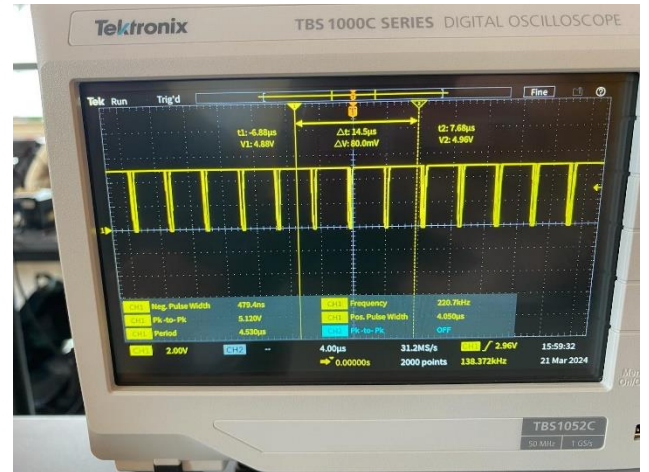 Tektronix TBS 1000C SERIES DIGITAL OSCILLOSCOPE
Tek Run Trig'd Fine
t1: -6.88µs Δt: 14.5µs t2: 7.68µs
V1: 4.88V ΔV: 80.0mV V2: 4.96V
CH1 Neg. Pulse Width 479.4ns CH1 Frequency 220.7kHz
CH1 Pk-to-Pk 5.120V CH1 Pos. Pulse Width 4.050µs
CH1 Period 4.530µs Pk-to-Pk OFF
CH1 2.00V CH2 -- 4.00µs 31.2MS/s CH1 2.96V 15:59:32
0.00000s 2000 points 138.372kHz 21 Mar 2024
TBS1052C
50 MHz 1 GS/s